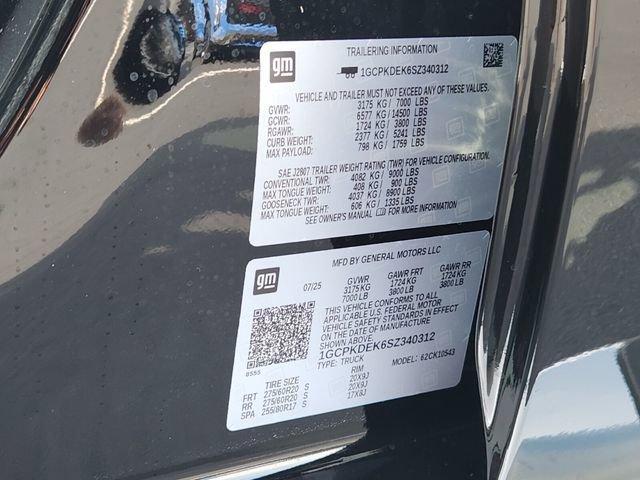 gm
TRAILERING INFORMATION
1GCPKDEK6SZ340312
VEHICLE AND TRAILER MUST NOT EXCEED ANY OF THESE VALUES.
GVWR: 3175 KG / 7000 LBS
GCWR: 6577 KG / 14500 LBS
RGAWR: 1724 KG / 3800 LBS
CURB WEIGHT: 2377 KG / 5241 LBS
MAX PAYLOAD: 798 KG / 1759 LBS
SAE J2807 TRAILER WEIGHT RATING (TWR) FOR VEHICLE CONFIGURATION.
CONVENTIONAL TWR: 4082 KG / 9000 LBS
MAX TONGUE WEIGHT: 408 KG / 900 LBS
GOOSENECK TWR: 4037 KG / 8900 LBS
MAX TONGUE WEIGHT: 606 KG / 1335 LBS
SEE OWNER'S MANUAL FOR MORE INFORMATION
gm
MFD BY GENERAL MOTORS LLC
07/25 GVWR GAWR FRT GAWR RR
3175KG 1724KG 1724KG
7000 LB 3800 LB 3800 LB
THIS VEHICLE CONFORMS TO ALL
APPLICABLE U.S. FEDERAL MOTOR
VEHICLE SAFETY STANDARDS IN EFFECT
ON THE DATE OF MANUFACTURE
SHOWN ABOVE.
1GCPKDEK6SZ340312
8555
TYPE: TRUCK MODEL: 62CK10543
TIRE SIZE RIM
FRT 275/60R20 S 20X9J
RR 275/60R20 S 20X9J
SPA 255/80R17 S 17X8J